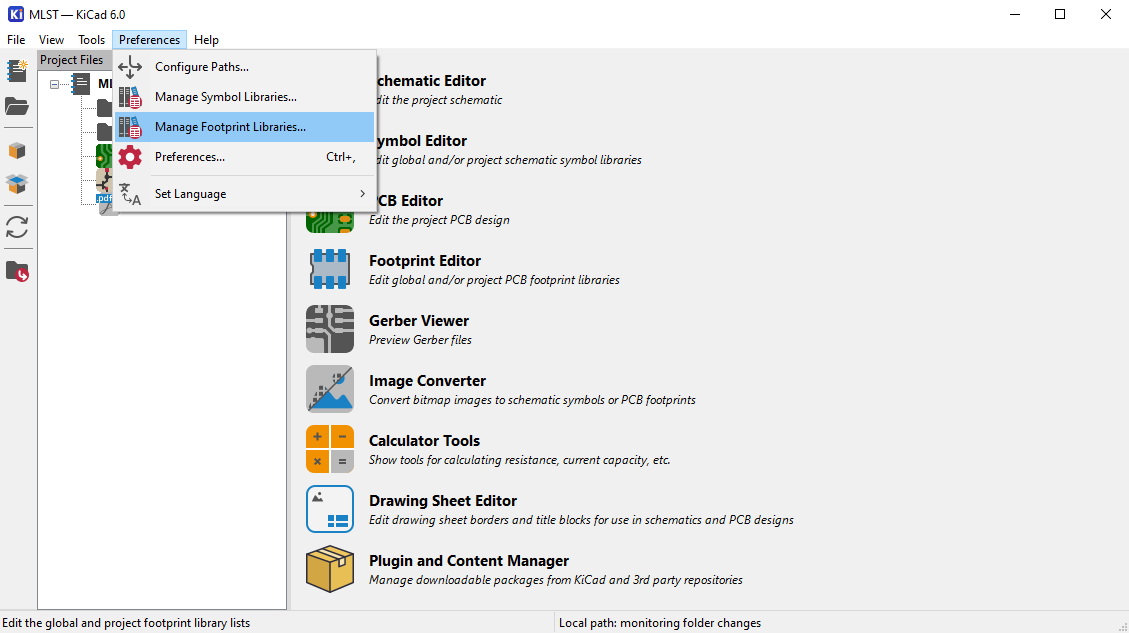 MLST — KiCad 6.0
File View Tools Preferences Help
Project Files
Configure Paths...
Manage Symbol Libraries...
Manage Footprint Libraries...
Preferences... Ctrl+,
Set Language
.pdf
chematic Editor
dit the project schematic
ymbol Editor
dit global and/or project schematic symbol libraries
CB Editor
Edit the project PCB design
Footprint Editor
Edit global and/or project PCB footprint libraries
Gerber Viewer
Preview Gerber files
Image Converter
Convert bitmap images to schematic symbols or PCB footprints
Calculator Tools
Show tools for calculating resistance, current capacity, etc.
Drawing Sheet Editor
Edit drawing sheet borders and title blocks for use in schematics and PCB designs
Plugin and Content Manager
Manage downloadable packages from KiCad and 3rd party repositories
Edit the global and project footprint library lists
Local path: monitoring folder changes